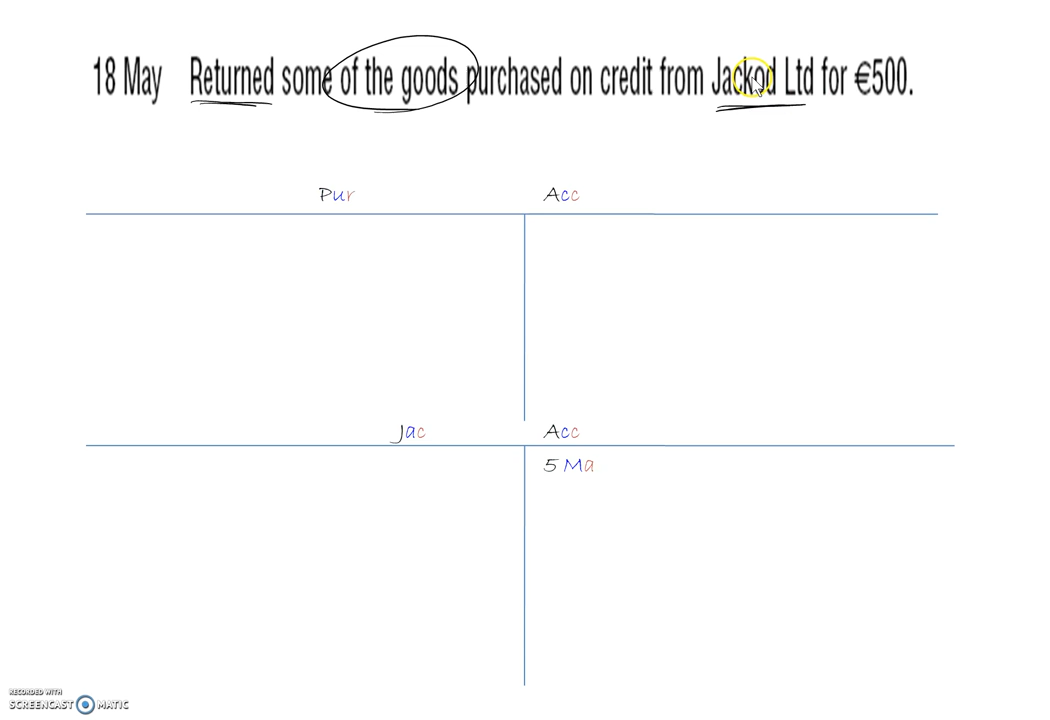 18 May Returned some of the goods purchased on credit from Jackod Ltd for €500.
Pur Acc
Jac Acc
5 Ma
RECORDED WITH
SCREENCAST MATIC